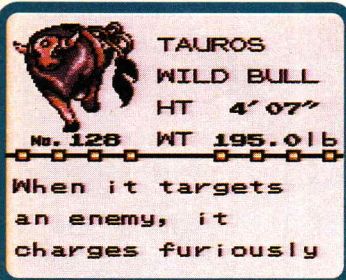 TAUROS
WILD BULL
HT 4'07"
No.128 WT 195.0lb
When it targets
an enemy, it
charges furiously